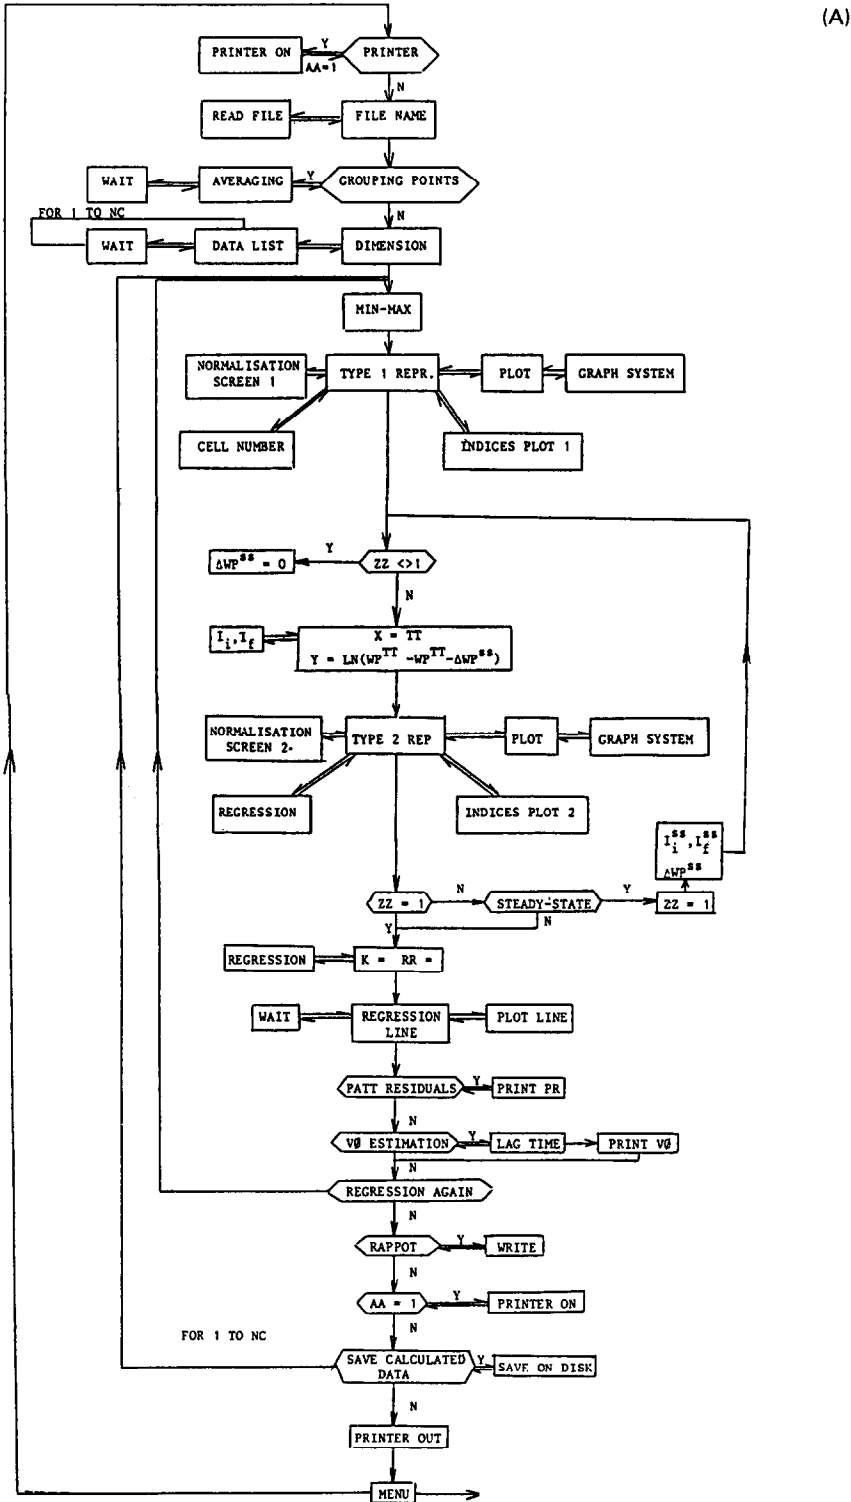 (A)
PRINTER ON
Y
AA=1
PRINTER
N
READ FILE
FILE NAME
WAIT
AVERAGING
Y
GROUPING POINTS
N
FOR 1 TO NC
WAIT
DATA LIST
DIMENSION
MIN-MAX
NORMALISATION
SCREEN 1
TYPE 1 REPR.
PLOT
GRAPH SYSTEM
CELL NUMBER
INDICES PLOT 1
ΔWP^ss = 0
Y
ZZ <>1
N
I_i,I_f
X = TT
Y = LN(WP^TT -WP^TT-ΔWP^ss)
NORMALISATION
SCREEN 2.
TYPE 2 REP
PLOT
GRAPH SYSTEM
REGRESSION
INDICES PLOT 2
I_i^ss,I_f^ss
ΔWP^ss
ZZ = 1
N
STEADY-STATE
Y
ZZ = 1
Y
N
REGRESSION
K = RR =
WAIT
REGRESSION
LINE
PLOT LINE
PATT RESIDUALS
Y
PRINT PR
N
VØ ESTIMATION
Y
LAG TIME
PRINT VØ
N
REGRESSION AGAIN
N
RAPPOT
Y
WRITE
N
AA = 1
Y
PRINTER ON
N
FOR 1 TO NC
SAVE CALCULATED
DATA
Y
SAVE ON DISK
N
PRINTER OUT
MENU